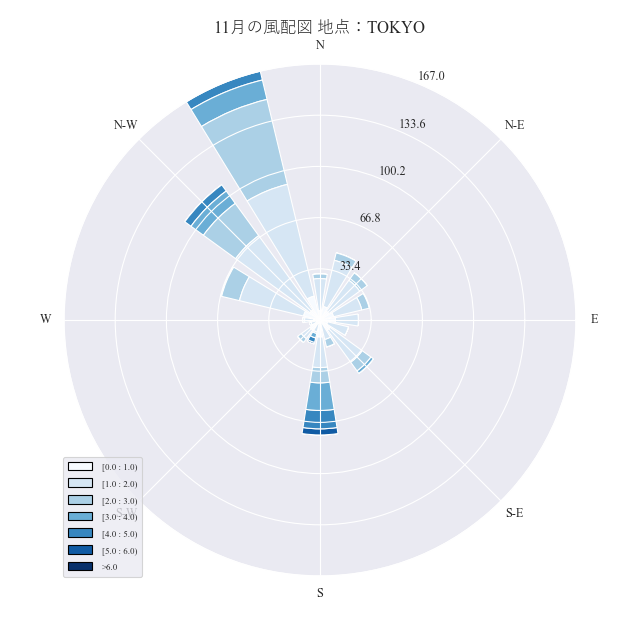 11月の風配図 地点：TOKYO
N
N-W
N-E
167.0
133.6
100.2
66.8
33.4
W
E
S-W
S-E
S
[0.0 : 1.0)
[1.0 : 2.0)
[2.0 : 3.0)
[3.0 : 4.0)
[4.0 : 5.0)
[5.0 : 6.0)
>6.0